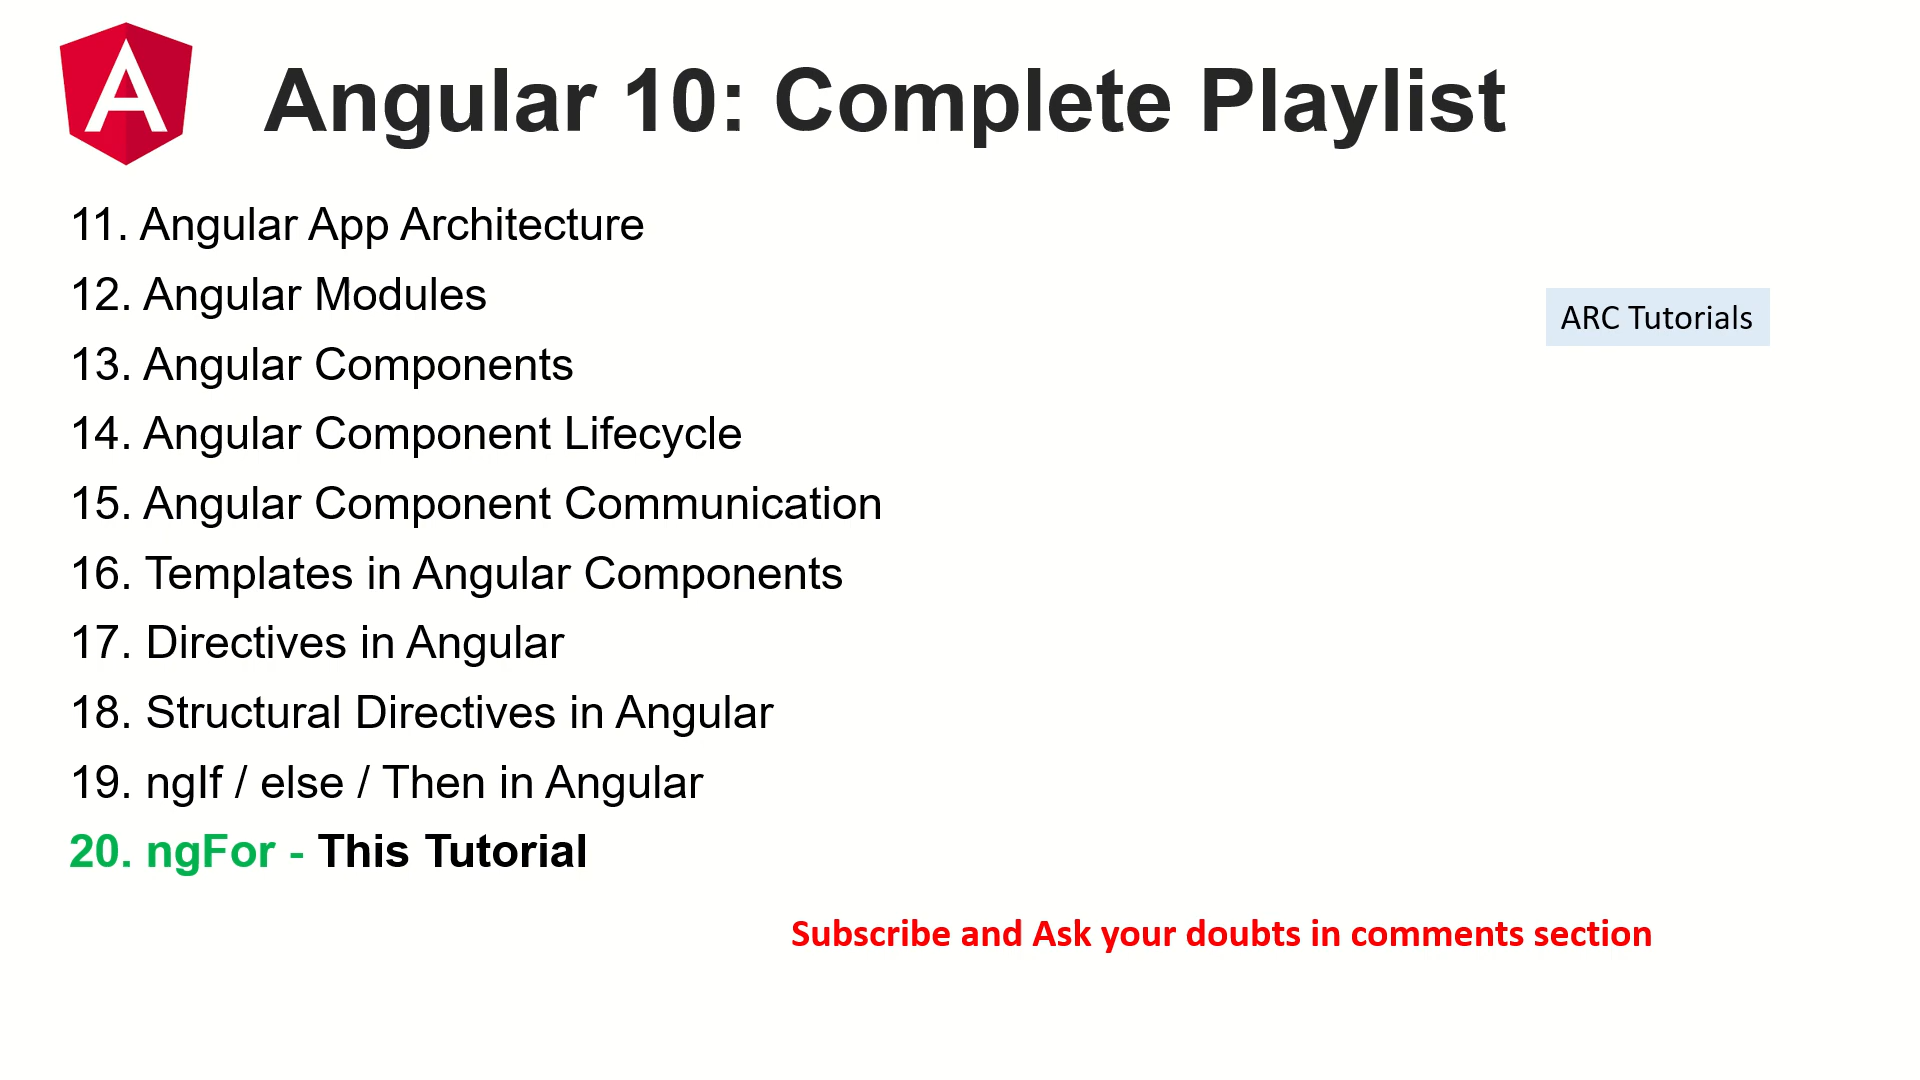 Angular 10: Complete Playlist
11. Angular App Architecture
12. Angular Modules
13. Angular Components
14. Angular Component Lifecycle
15. Angular Component Communication
16. Templates in Angular Components
17. Directives in Angular
18. Structural Directives in Angular
19. ngIf / else / Then in Angular
20. ngFor - This Tutorial
ARC Tutorials
Subscribe and Ask your doubts in comments section